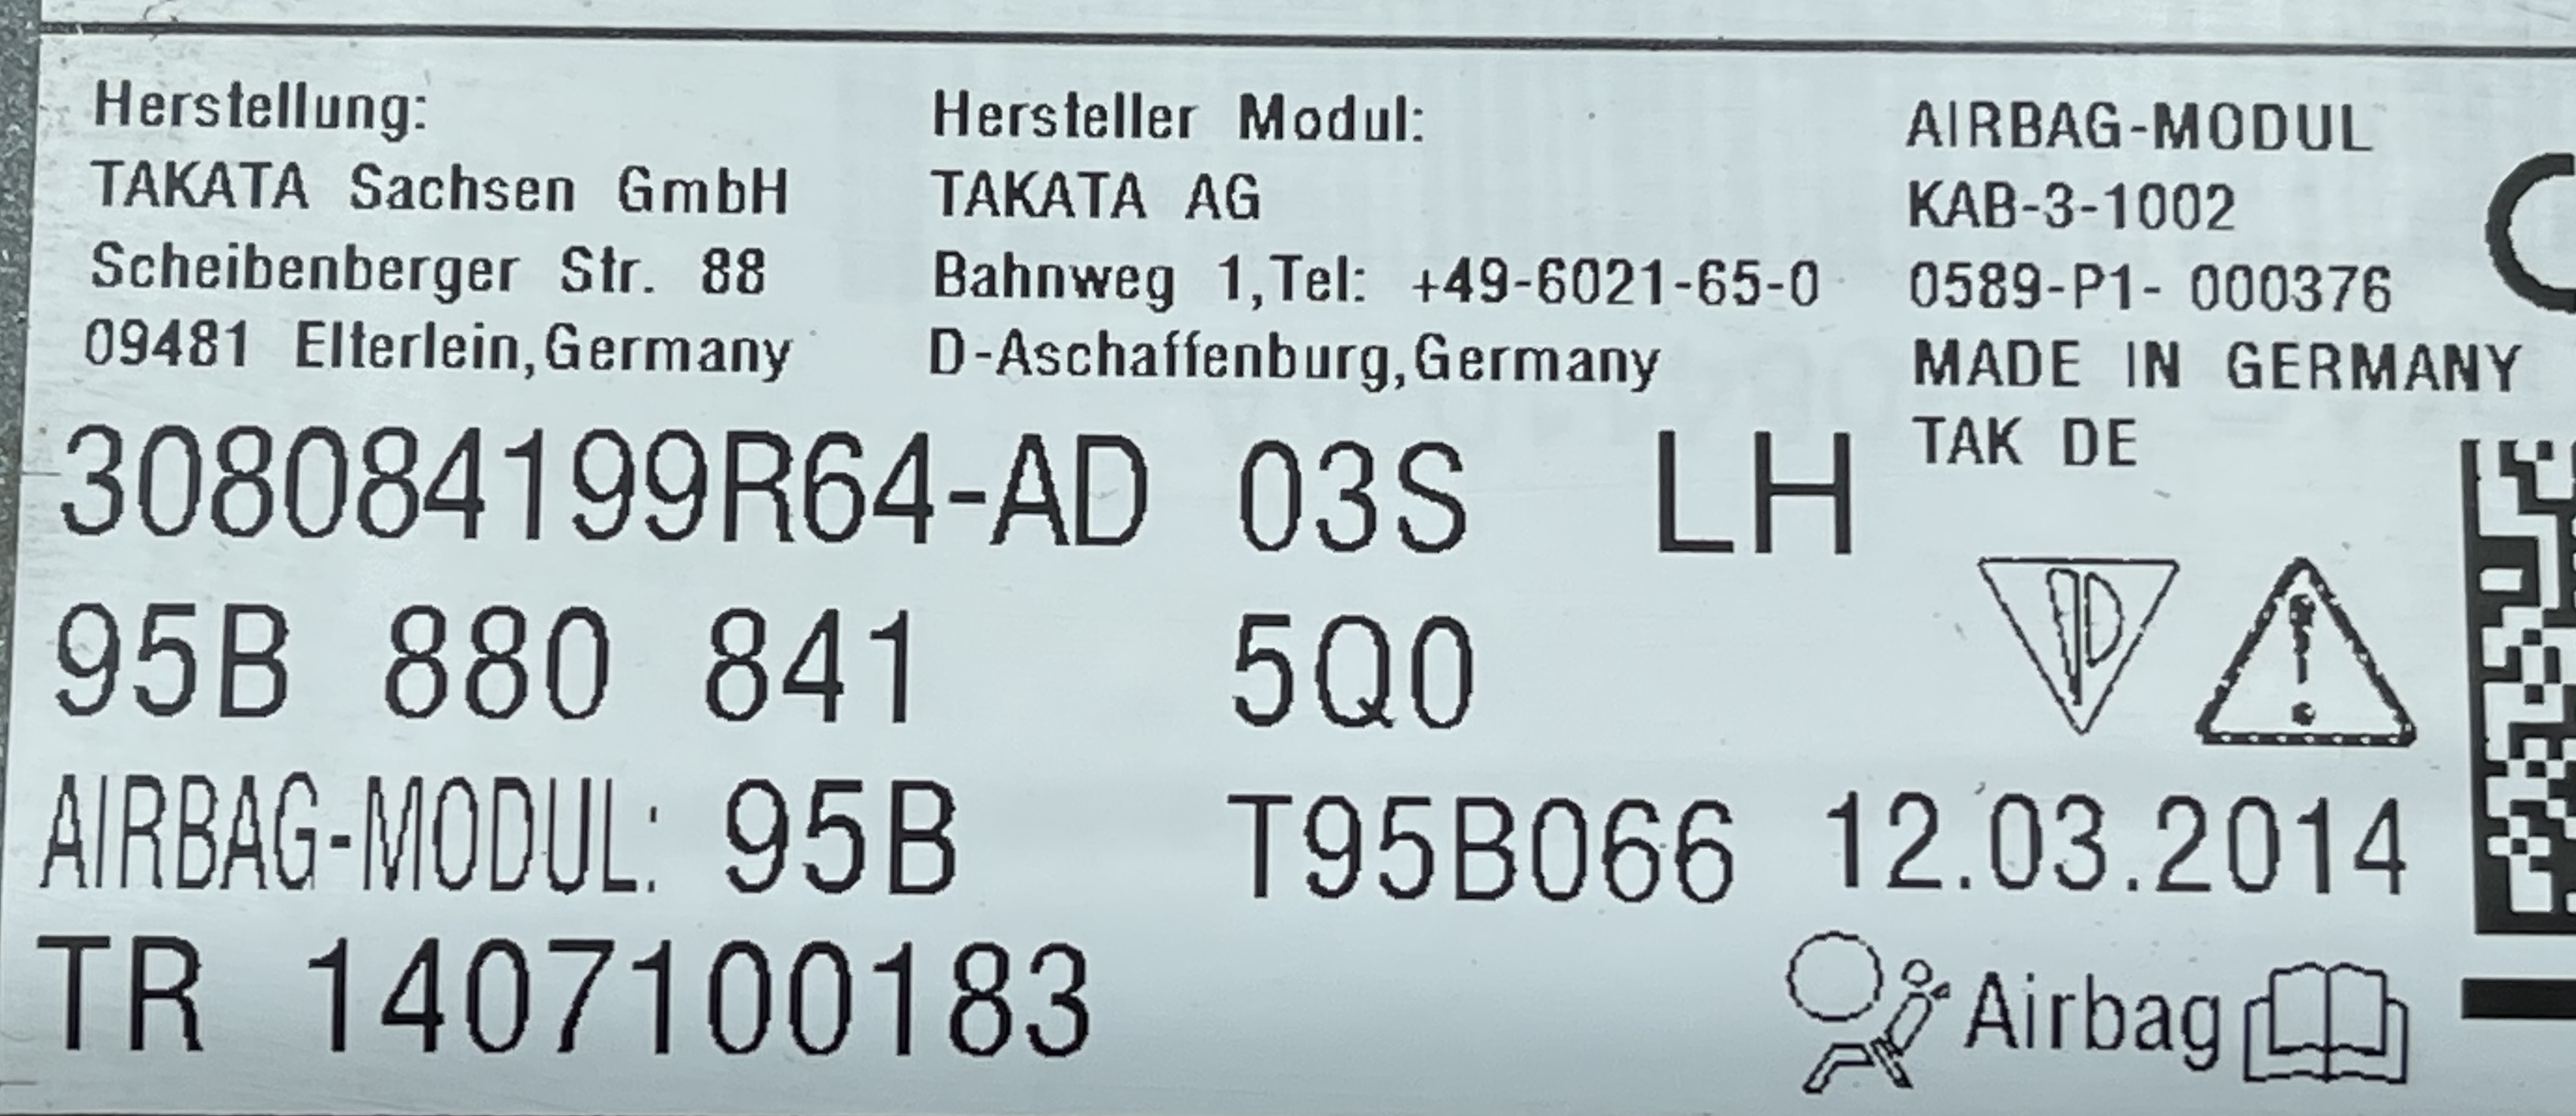 Herstellung:
TAKATA Sachsen GmbH
Scheibenberger Str. 88
09481 Elterlein,Germany
Hersteller Modul:
TAKATA AG
Bahnweg 1,Tel: +49-6021-65-0
D-Aschaffenburg,Germany
AIRBAG-MODUL
KAB-3-1002
0589-P1- 000376
MADE IN GERMANY
TAK DE
308084199R64-AD 03S LH
95B 880 841 5Q0
AIRBAG-MODUL: 95B T95B066 12.03.2014
TR 1407100183
Airbag